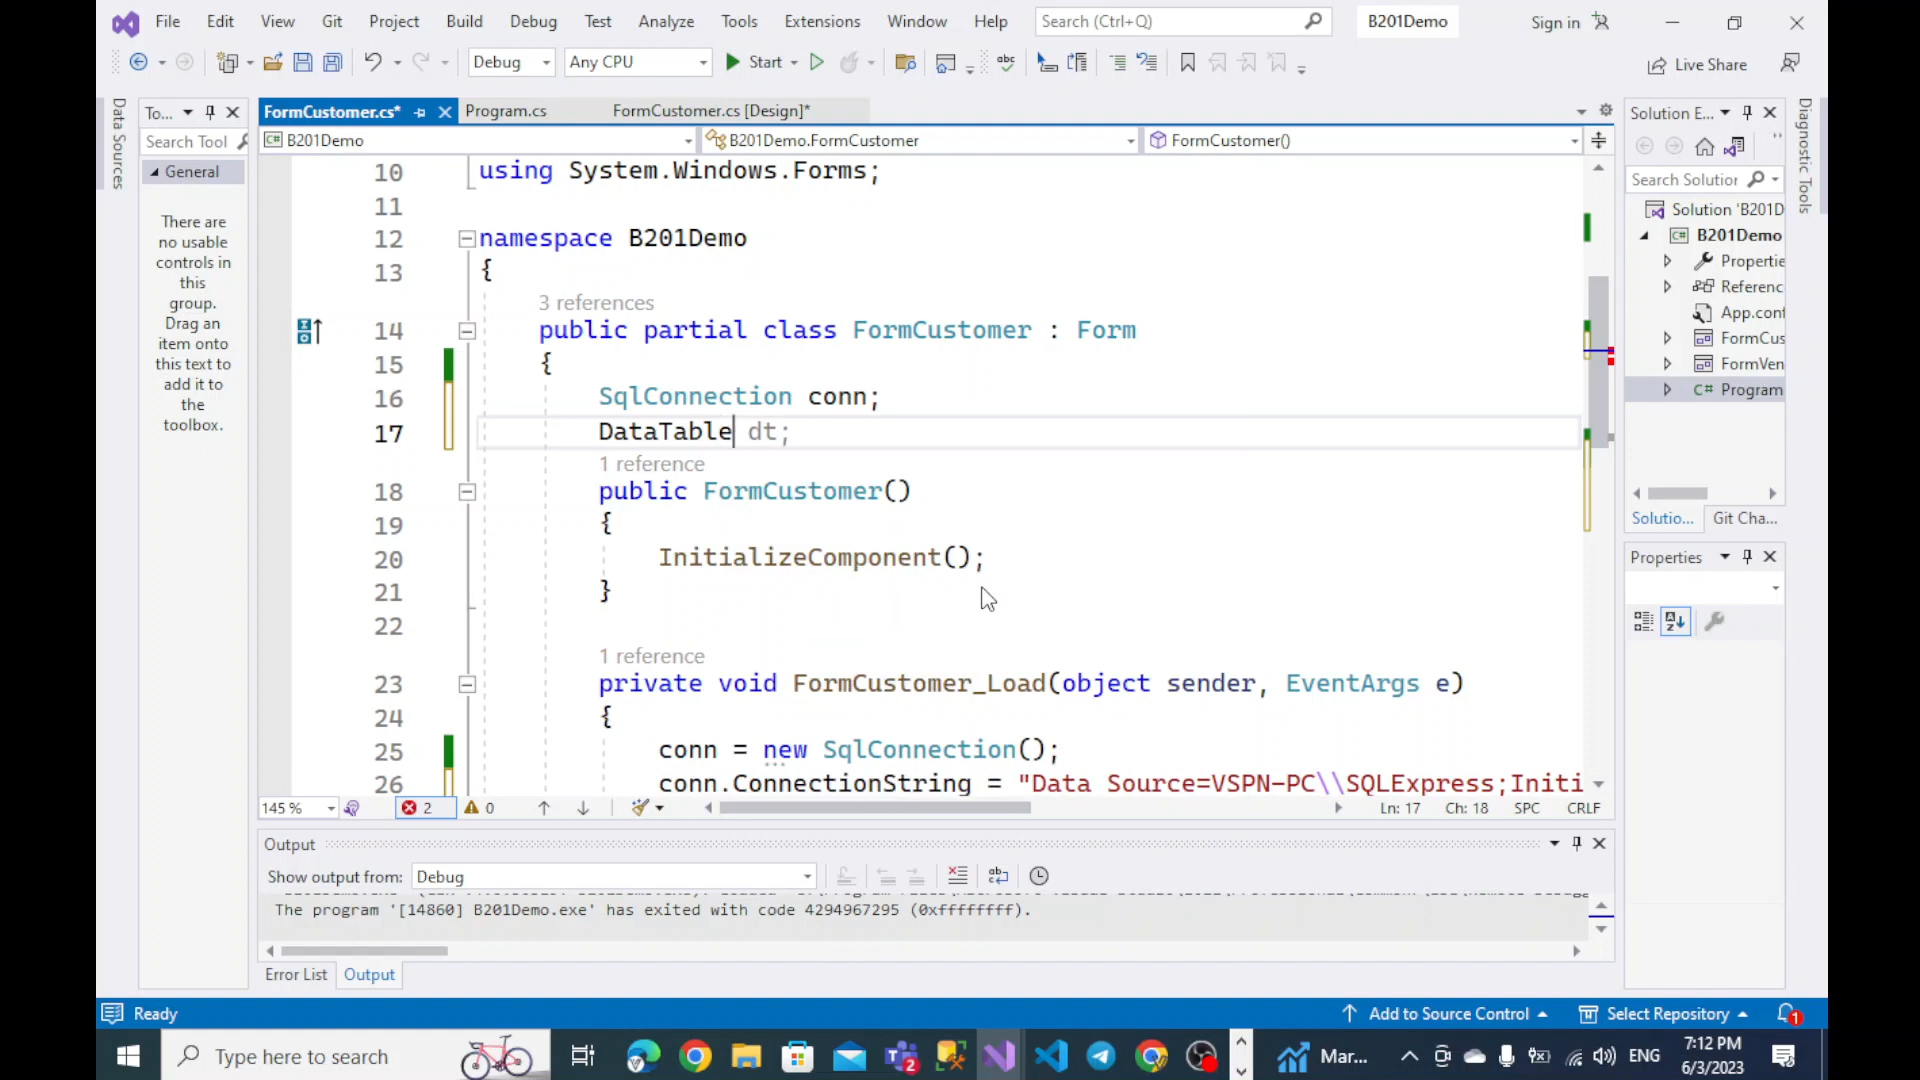 File Edit View Git Project Build Debug Test Analyze Tools Extensions Window Help Search (Ctrl+Q) B201Demo Sign in
Debug Any CPU Start Live Share
Data Sources
To...
Search Tool
General
There are
no usable
controls in
this
group.
Drag an
item onto
this text to
add it to
the
toolbox.
FormCustomer.cs* Program.cs FormCustomer.cs [Design]*
B201Demo B201Demo.FormCustomer FormCustomer()
10 using System.Windows.Forms;
11
12 namespace B201Demo
13 {
3 references
14 public partial class FormCustomer : Form
15 {
16 SqlConnection conn;
17 DataTable dt;
1 reference
18 public FormCustomer()
19 {
20 InitializeComponent();
21 }
22
1 reference
23 private void FormCustomer_Load(object sender, EventArgs e)
24 {
25 conn = new SqlConnection();
26 conn.ConnectionString = "Data Source=VSPN-PC\\SQLExpress;Initi
145 % 2 0 Ln: 17 Ch: 18 SPC CRLF
Output
Show output from: Debug
The program '[14860] B201Demo.exe' has exited with code 4294967295 (0xffffffff).
Error List Output
Solution E...
Search Solution
Solution 'B201D
B201Demo
Propertie
Referenc
App.conf
FormCus
FormVen
C# Program
Solutio... Git Cha...
Properties
Diagnostic Tools
Ready Add to Source Control Select Repository 1
Type here to search 2 Mar... ENG 7:12 PM
6/3/2023